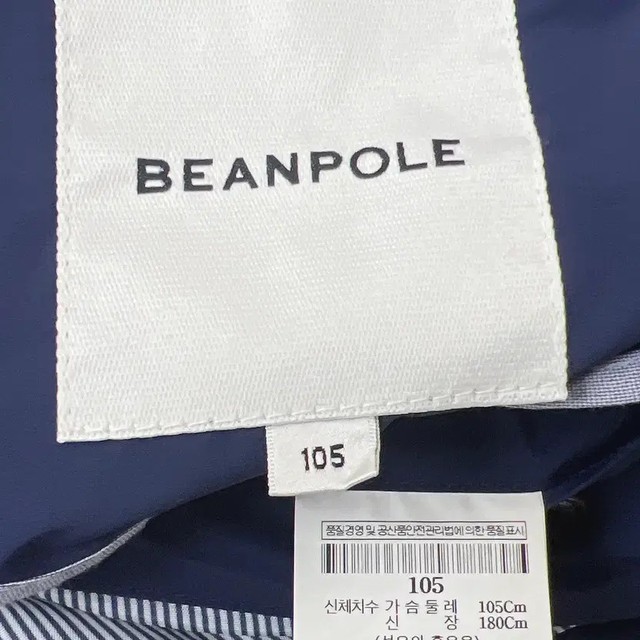 BEANPOLE
105
품질경영 및 공산품안전관리법에 의한 품질표시
105
신체치수 가 슴 둘 레 105Cm
신 장 180Cm